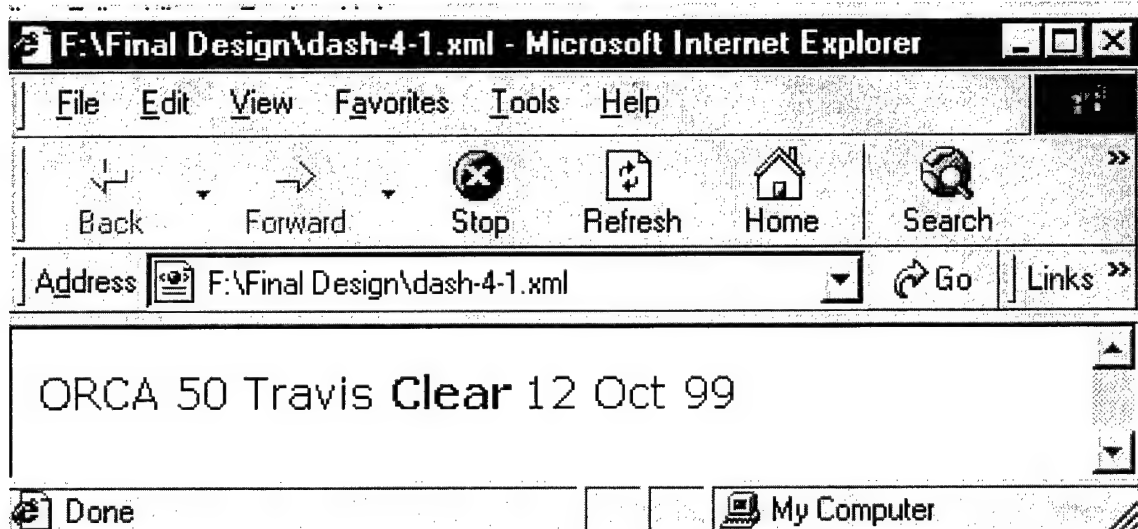 F:\Final Design\dash-4-1.xml - Microsoft Internet Explorer
File Edit View Favorites Tools Help
Back Forward Stop Refresh Home Search »
Address F:\Final Design\dash-4-1.xml Go Links »
ORCA 50 Travis Clear 12 Oct 99
Done My Computer